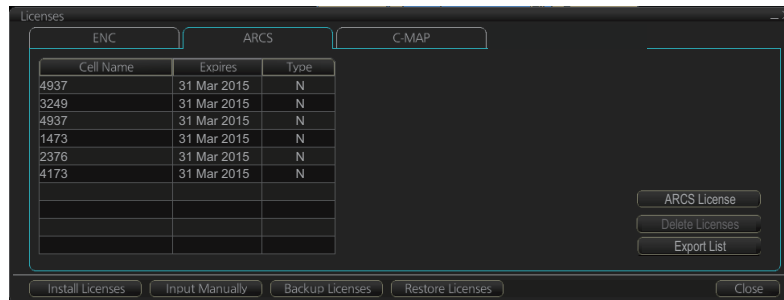 Licenses
ENC ARCS C-MAP
Cell Name Expires Type
4937 31 Mar 2015 N
3249 31 Mar 2015 N
4937 31 Mar 2015 N
1473 31 Mar 2015 N
2376 31 Mar 2015 N
4173 31 Mar 2015 N
ARCS License
Delete Licenses
Export List
Install Licenses Input Manually Backup Licenses Restore Licenses Close